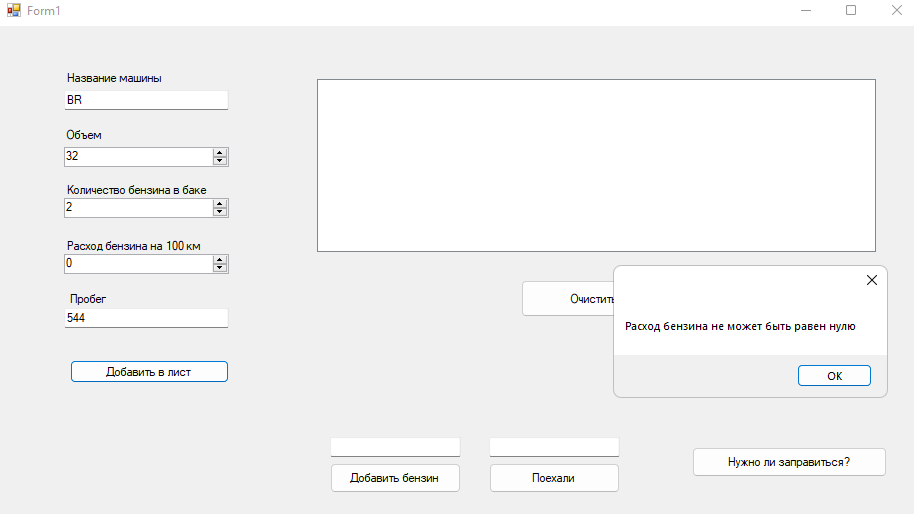 Form1
Название машины
BR
Объем
32
Количество бензина в баке
2
Расход бензина на 100 км
0
Пробег
544
Добавить в лист
Очистить
Расход бензина не может быть равен нулю
OK
Добавить бензин
Поехали
Нужно ли заправиться?